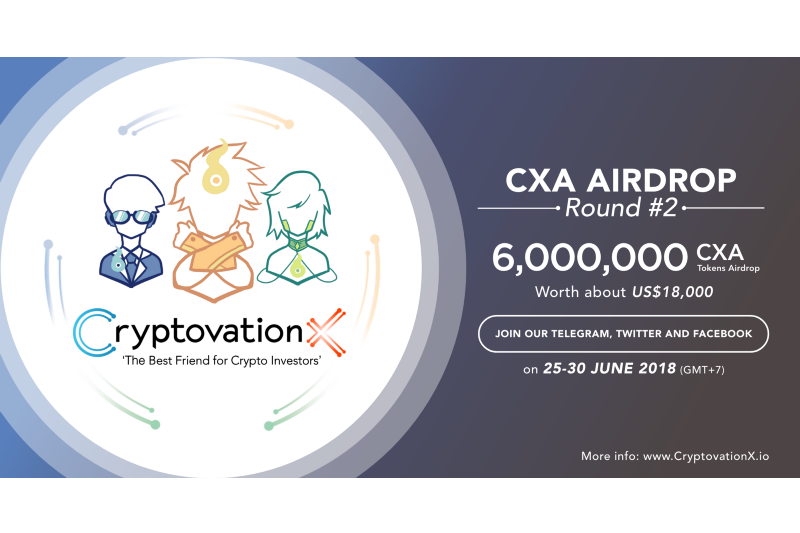 CryptovationX
'The Best Friend for Crypto Investors'
CXA AIRDROP
Round #2
6,000,000 CXA
Tokens Airdrop
Worth about US$18,000
JOIN OUR TELEGRAM, TWITTER AND FACEBOOK
on 25-30 JUNE 2018 (GMT+7)
More info: www.CryptovationX.io